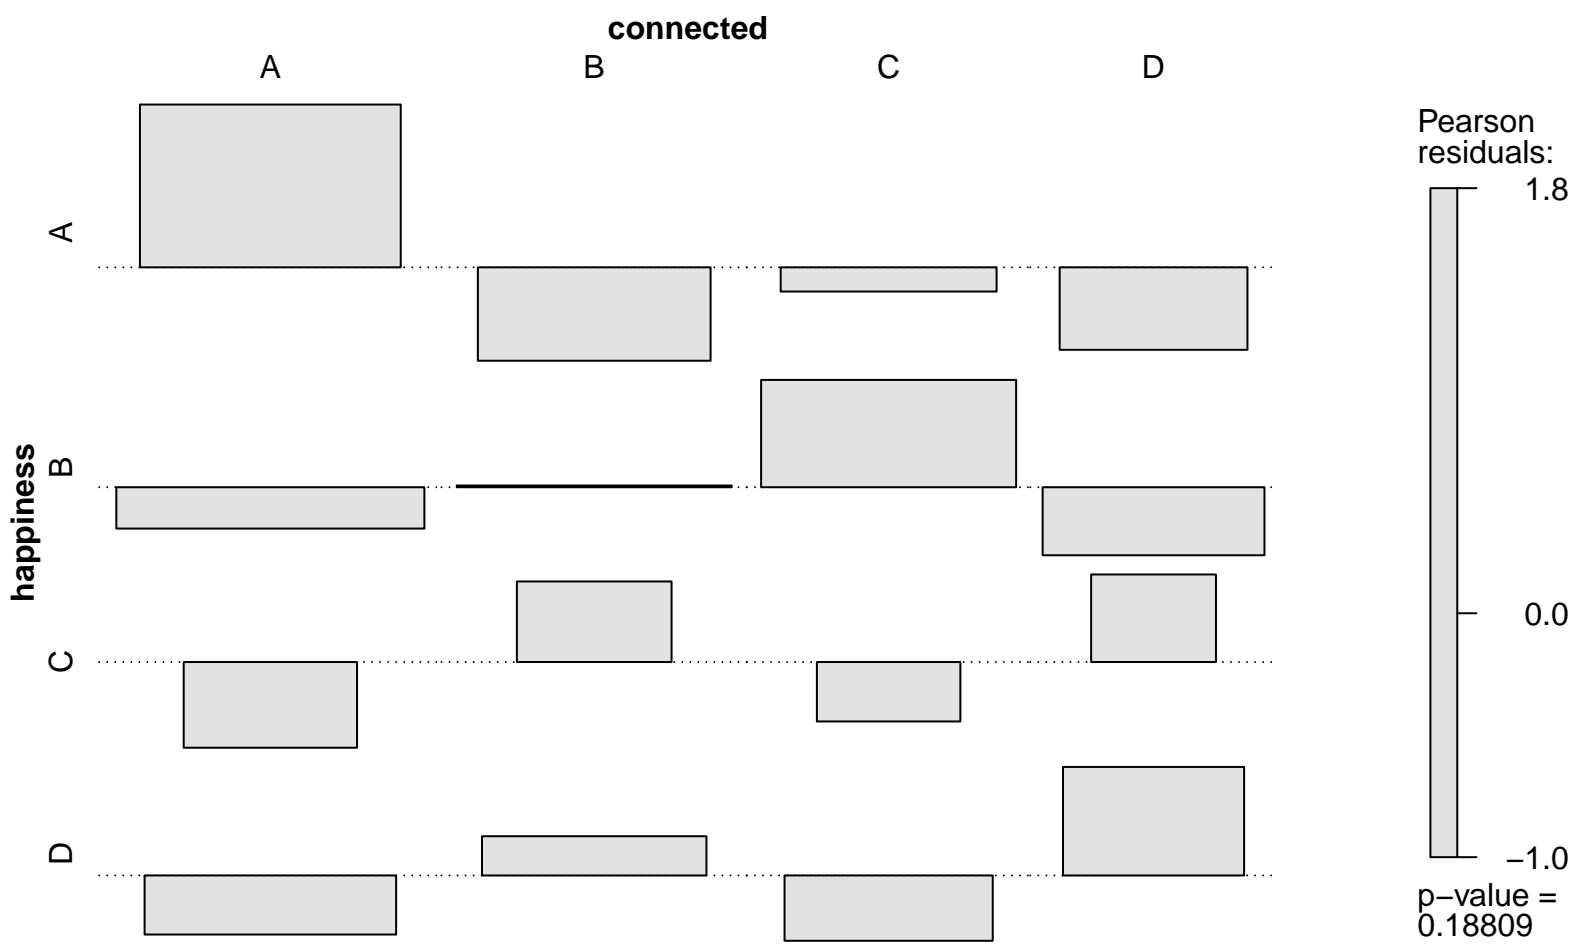 connected
A B C D
happiness
A
B
C
D
Pearson
residuals:
1.8
0.0
−1.0
p−value =
0.18809